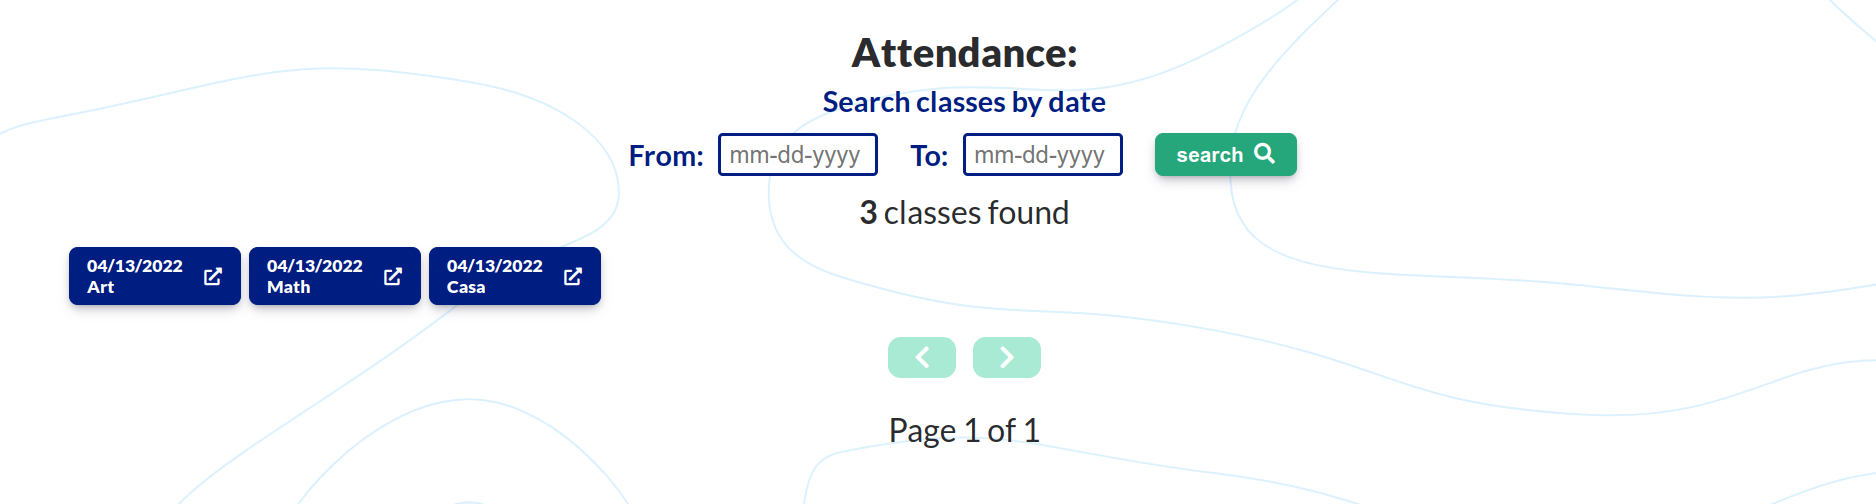 Attendance:
Search classes by date
From: mm-dd-yyyy To: mm-dd-yyyy search
3 classes found
04/13/2022
Art
04/13/2022
Math
04/13/2022
Casa
Page 1 of 1